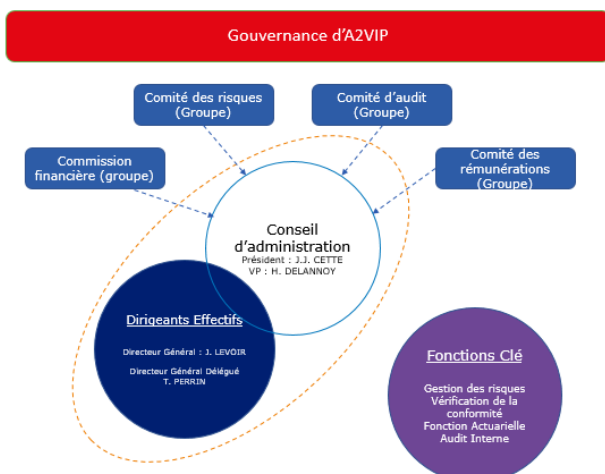 Gouvernance d’A2VIP
Comité des risques
(Groupe)
Comité d’audit
(Groupe)
Commission
financière (groupe)
Comité des
rémunérations
(Groupe)
Conseil
d’administration
Président : J.J. CETTE
VP : H. DELANNOY
Dirigeants Effectifs
Directeur Général : J. LEVOIR
Directeur Général Délégué
T. PERRIN
Fonctions Clé
Gestion des risques
Vérification de la
conformité
Fonction Actuarielle
Audit Interne